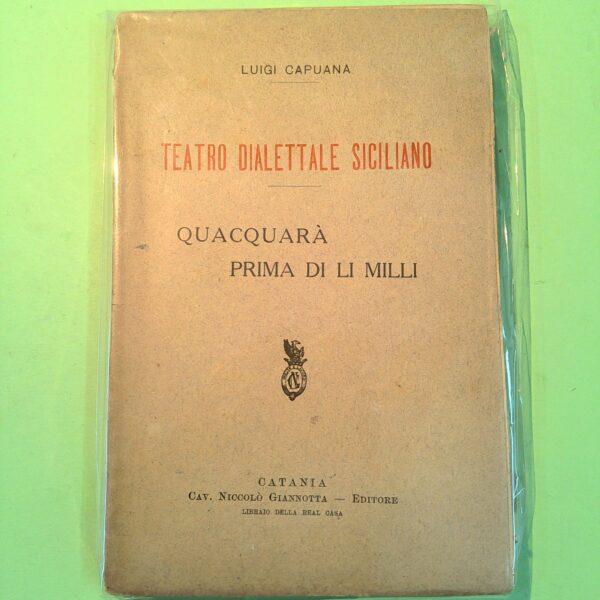 LUIGI CAPUANA
TEATRO DIALETTALE SICILIANO
QUACQUARÀ
PRIMA DI LI MILLI
CATANIA
CAV. NICCOLÒ GIANNOTTA — EDITORE
LIBRAIO DELLA REAL CASA